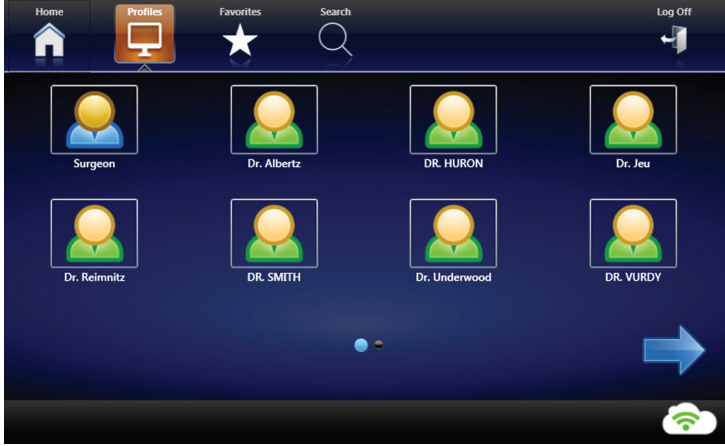 Home
Profiles
Favorites
Search
Log Off
Surgeon
Dr. Albertz
DR. HURON
Dr. Jeu
Dr. Reimnitz
DR. SMITH
Dr. Underwood
DR. VURDY